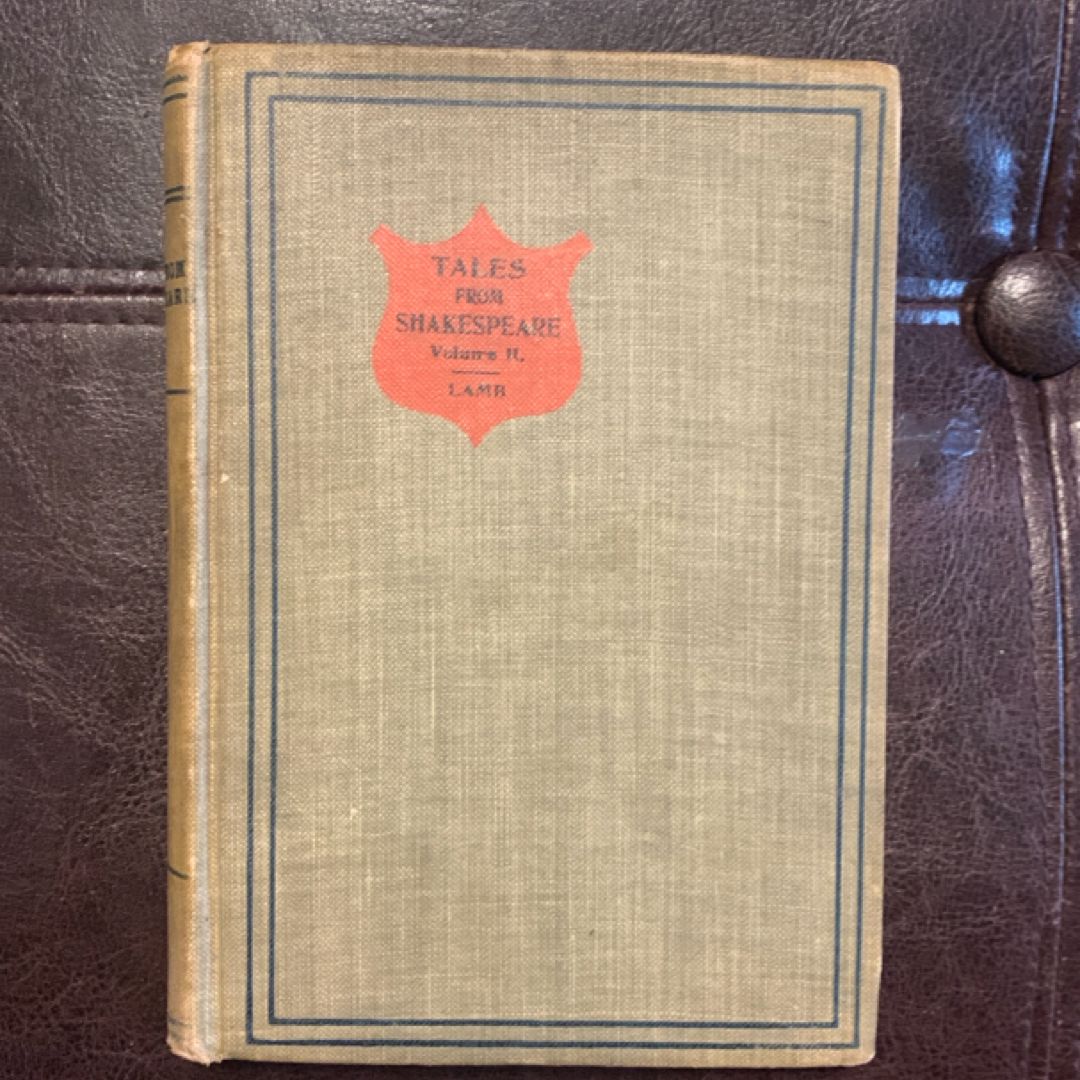 TALES
FROM
SHAKESPEARE
Volume II.
LAMB